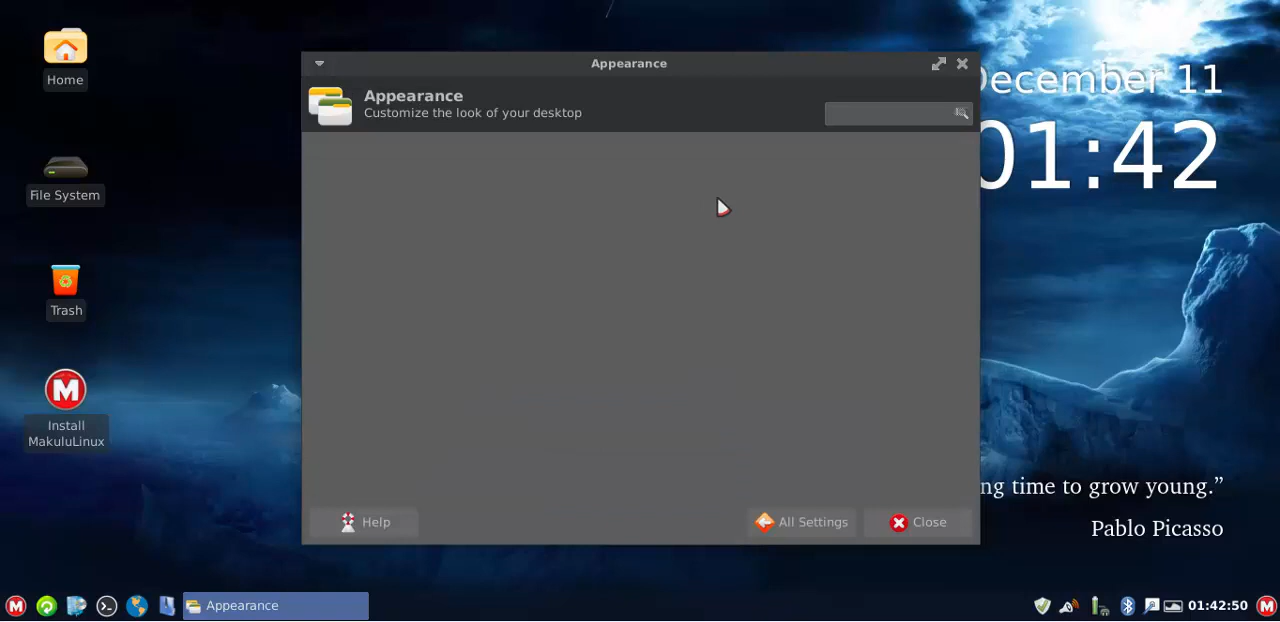 Home
File System
Trash
Install
MakuluLinux
Appearance
Appearance
Customize the look of your desktop
Help
All Settings
Close
December 11
01:42
ng time to grow young.”
Pablo Picasso
Appearance
01:42:50